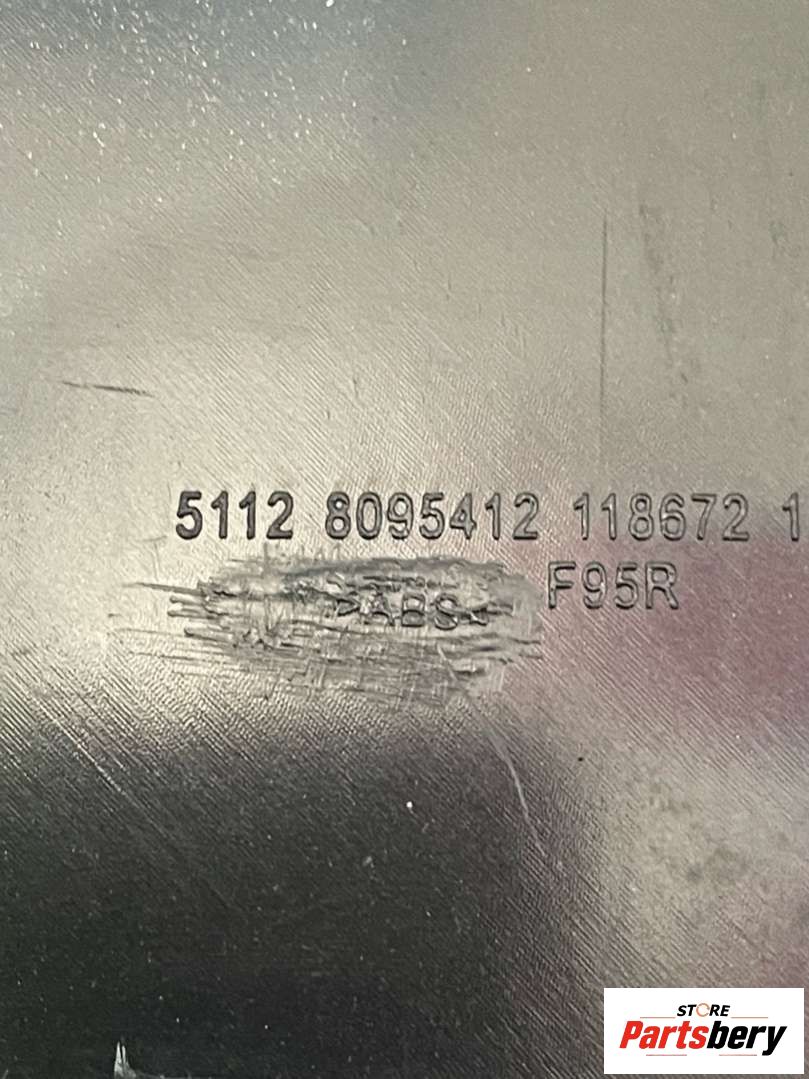 5112 8095412 118672 1
F95R
>ABS<
STORE
Partsbery